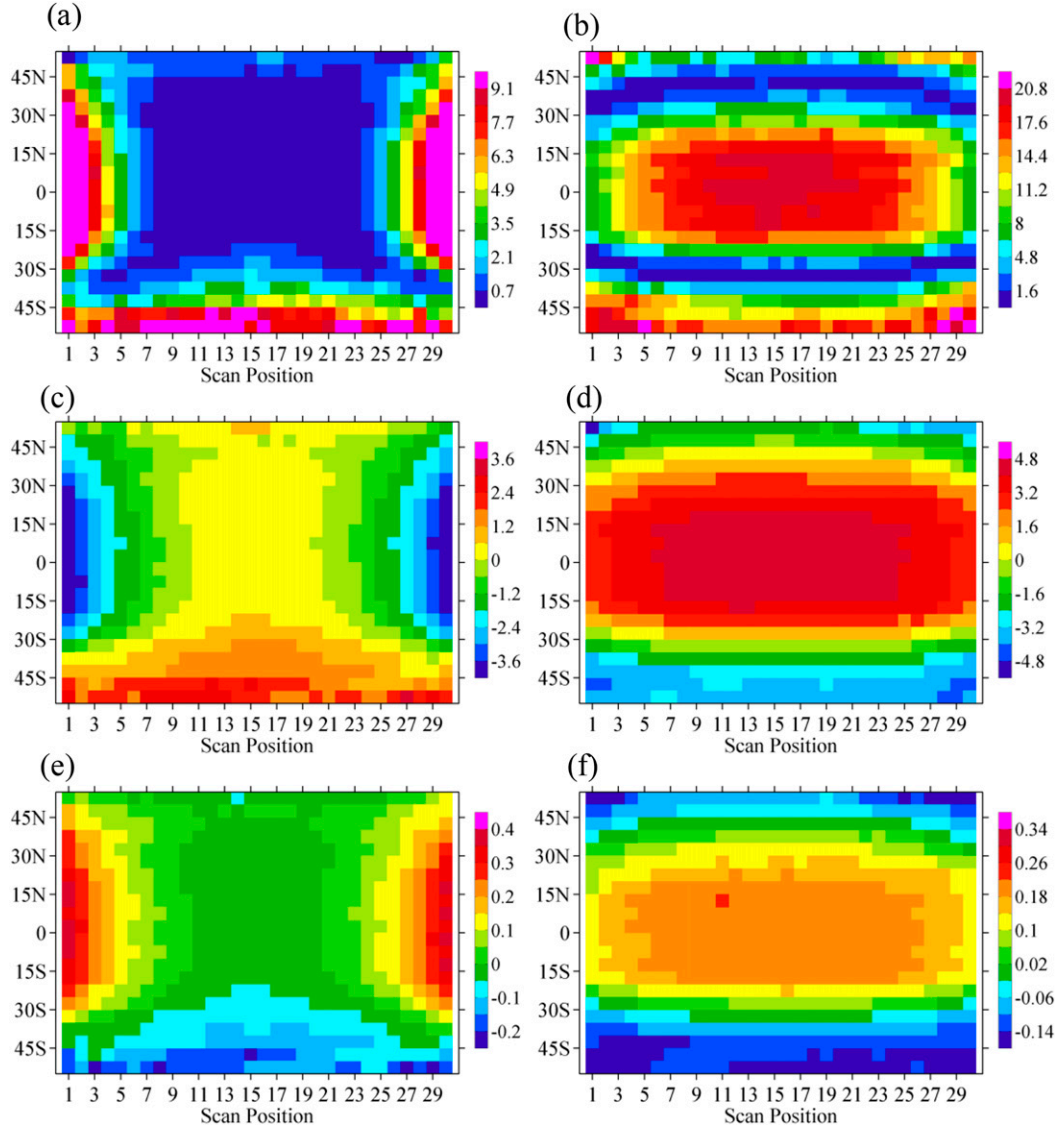 (a)
45N
30N
15N
0
15S
30S
45S
1 3 5 7 9 11 13 15 17 19 21 23 25 27 29
Scan Position
9.1
7.7
6.3
4.9
3.5
2.1
0.7
(b)
45N
30N
15N
0
15S
30S
45S
1 3 5 7 9 11 13 15 17 19 21 23 25 27 29
Scan Position
20.8
17.6
14.4
11.2
8
4.8
1.6
(c)
45N
30N
15N
0
15S
30S
45S
1 3 5 7 9 11 13 15 17 19 21 23 25 27 29
Scan Position
3.6
2.4
1.2
0
-1.2
-2.4
-3.6
(d)
45N
30N
15N
0
15S
30S
45S
1 3 5 7 9 11 13 15 17 19 21 23 25 27 29
Scan Position
4.8
3.2
1.6
0
-1.6
-3.2
-4.8
(e)
45N
30N
15N
0
15S
30S
45S
1 3 5 7 9 11 13 15 17 19 21 23 25 27 29
Scan Position
0.4
0.3
0.2
0.1
0
-0.1
-0.2
(f)
45N
30N
15N
0
15S
30S
45S
1 3 5 7 9 11 13 15 17 19 21 23 25 27 29
Scan Position
0.34
0.26
0.18
0.1
0.02
-0.06
-0.14